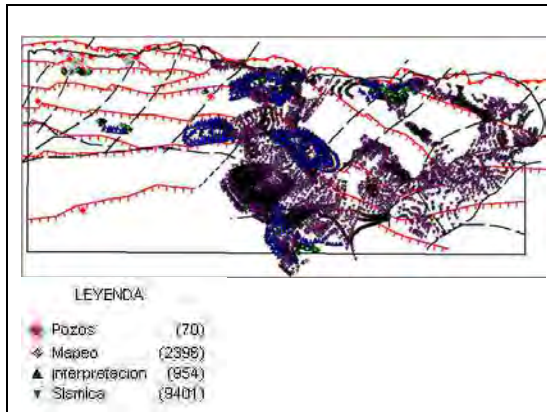 LEYENDA
Pozos (70)
Mapeo (2396)
Interpretacion (954)
Sismica (9401)